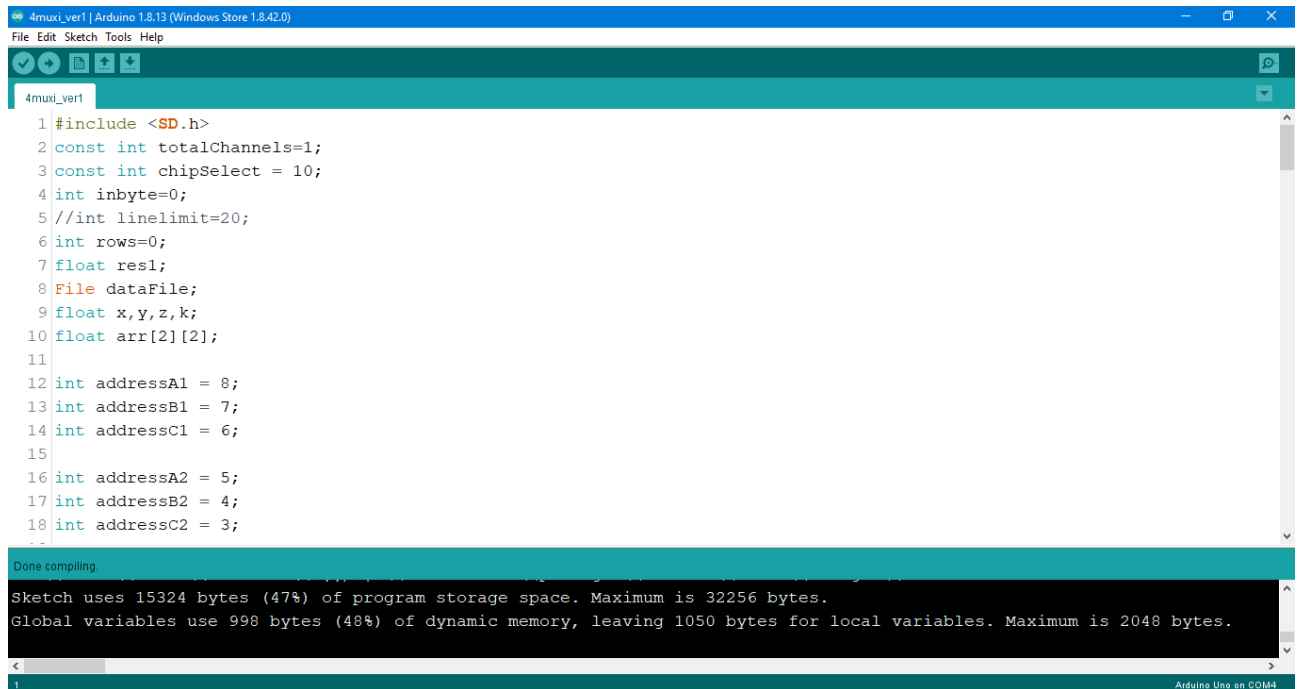 4muxi_ver1 | Arduino 1.8.13 (Windows Store 1.8.42.0)
File Edit Sketch Tools Help
4muxi_ver1
1 #include <SD.h>
2 const int totalChannels=1;
3 const int chipSelect = 10;
4 int inbyte=0;
5 //int linelimit=20;
6 int rows=0;
7 float res1;
8 File dataFile;
9 float x,y,z,k;
10 float arr[2][2];
11
12 int addressA1 = 8;
13 int addressB1 = 7;
14 int addressC1 = 6;
15
16 int addressA2 = 5;
17 int addressB2 = 4;
18 int addressC2 = 3;
Done compiling.
Sketch uses 15324 bytes (47%) of program storage space. Maximum is 32256 bytes.
Global variables use 998 bytes (48%) of dynamic memory, leaving 1050 bytes for local variables. Maximum is 2048 bytes.
1
Arduino Uno on COM4